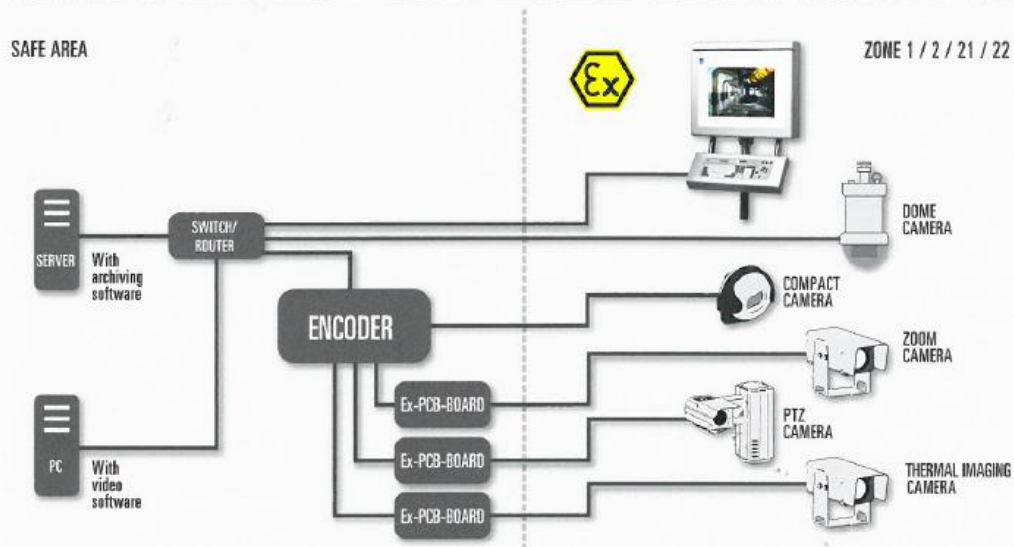 SAFE AREA
ZONE 1 / 2 / 21 / 22
Ex
DOME
CAMERA
SWITCH/
ROUTER
SERVER
With
archiving
software
COMPACT
CAMERA
ENCODER
ZOOM
CAMERA
Ex-PCB-BOARD
PTZ
CAMERA
Ex-PCB-BOARD
PC
With
video
software
THERMAL IMAGING
CAMERA
Ex-PCB-BOARD